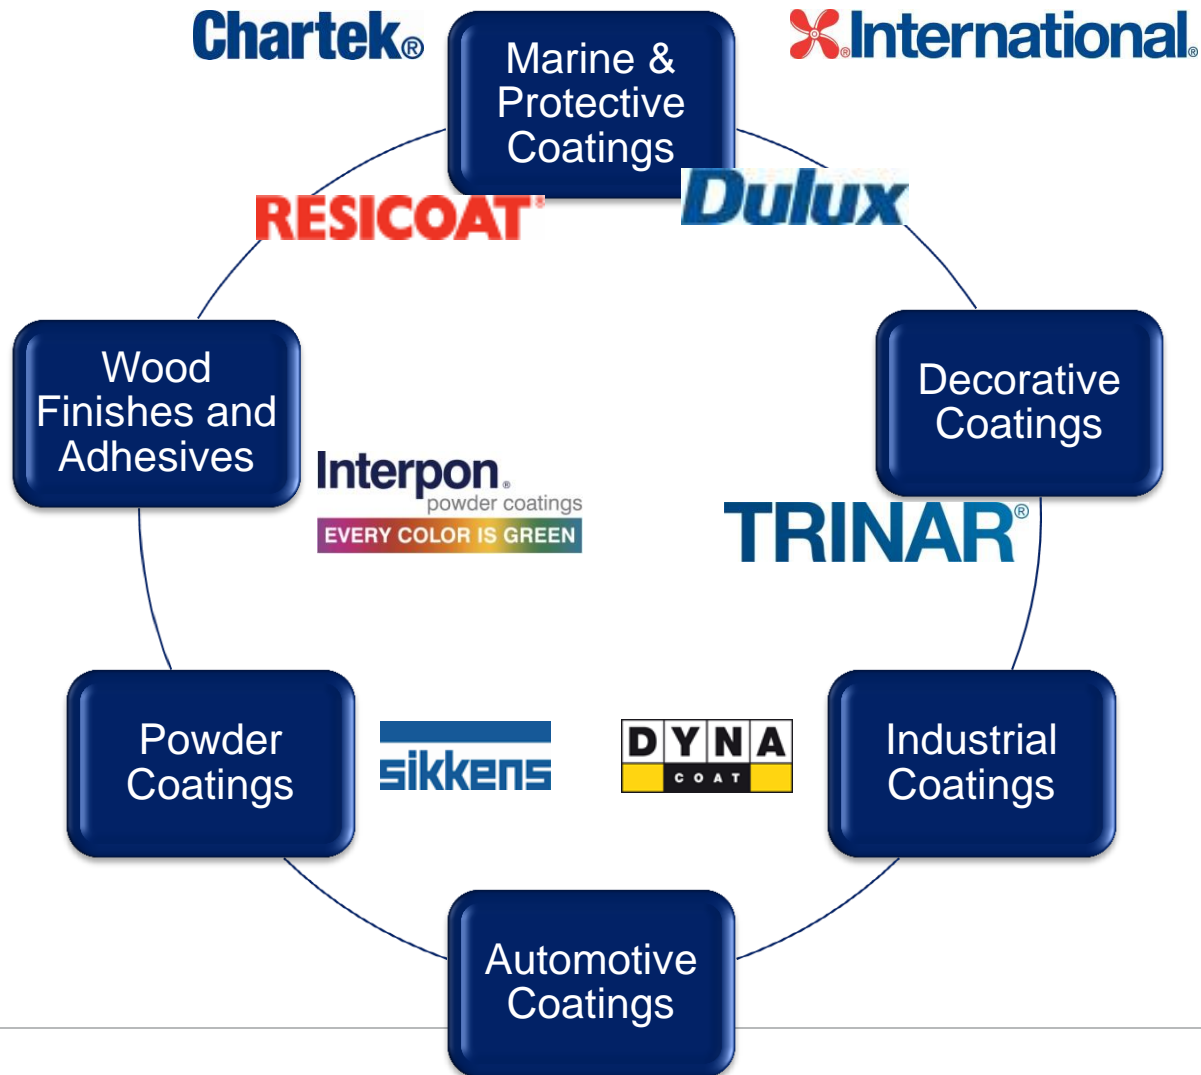 Chartek®
Marine &
Protective
Coatings
International®
RESICOAT®
Dulux
Wood
Finishes and
Adhesives
Decorative
Coatings
Interpon®
powder coatings
EVERY COLOR IS GREEN
TRINAR®
Powder
Coatings
sikkens
DYNA
COAT
Industrial
Coatings
Automotive
Coatings